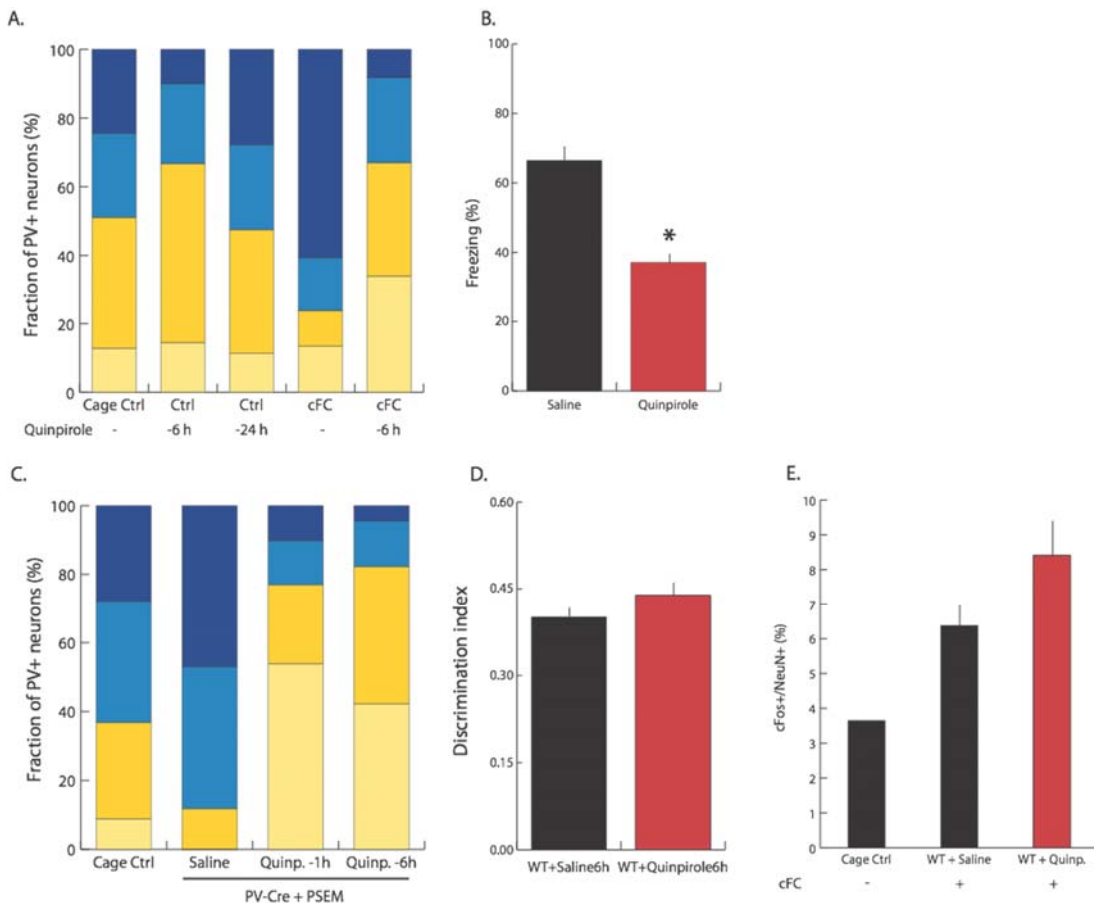 A.
Fraction of PV+ neurons (%)
100
80
60
40
20
0
Cage Ctrl Ctrl Ctrl cFC cFC
Quinpirole - -6 h -24 h - -6 h
B.
Freezing (%)
100
80
60
40
20
0
*
Saline Quinpirole
C.
Fraction of PV+ neurons (%)
100
80
60
40
20
0
Cage Ctrl Saline Quinp. -1h Quinp. -6h
PV-Cre + PSEM
D.
Discrimination index
0.60
0.45
0.30
0.15
0.00
WT+Saline6h WT+Quinpirole6h
E.
cFos+/NeuN+ (%)
10
9
8
7
6
5
4
3
2
1
0
Cage Ctrl WT + Saline WT + Quinp.
cFC - + +